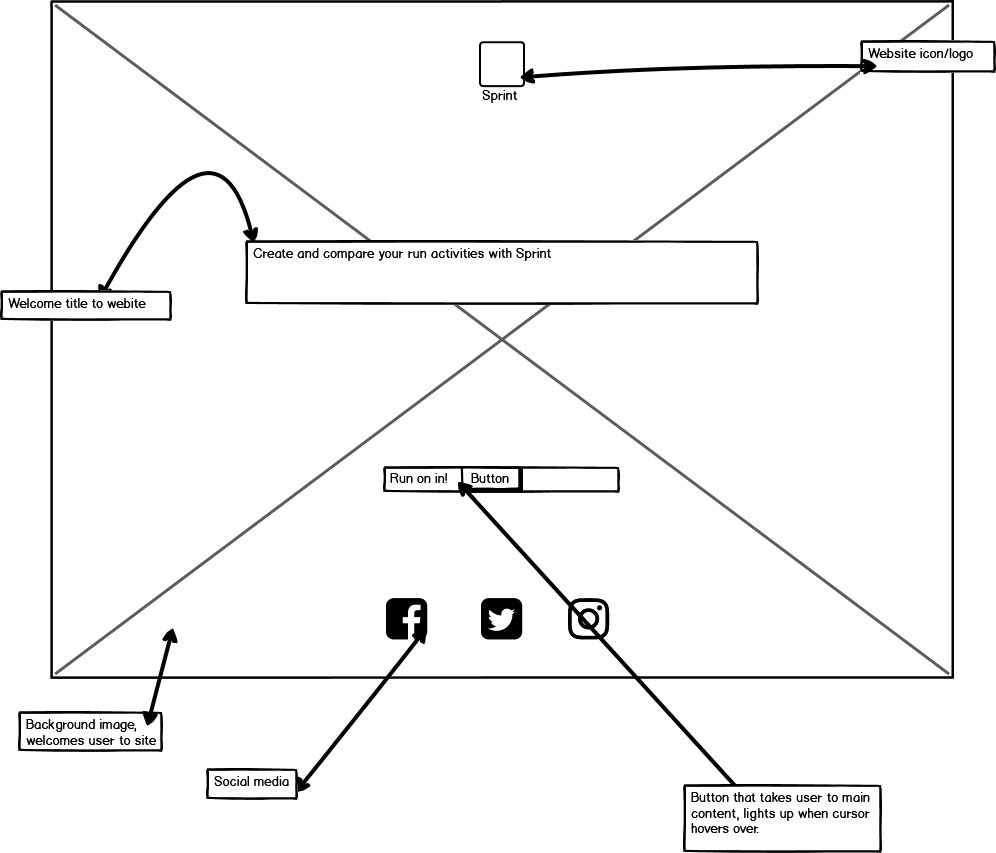 Website icon/logo
Sprint
Create and compare your run activities with Sprint
Welcome title to webite
Run on in!
Button
Background image,
welcomes user to site
Social media
Button that takes user to main
content, lights up when cursor
hovers over.